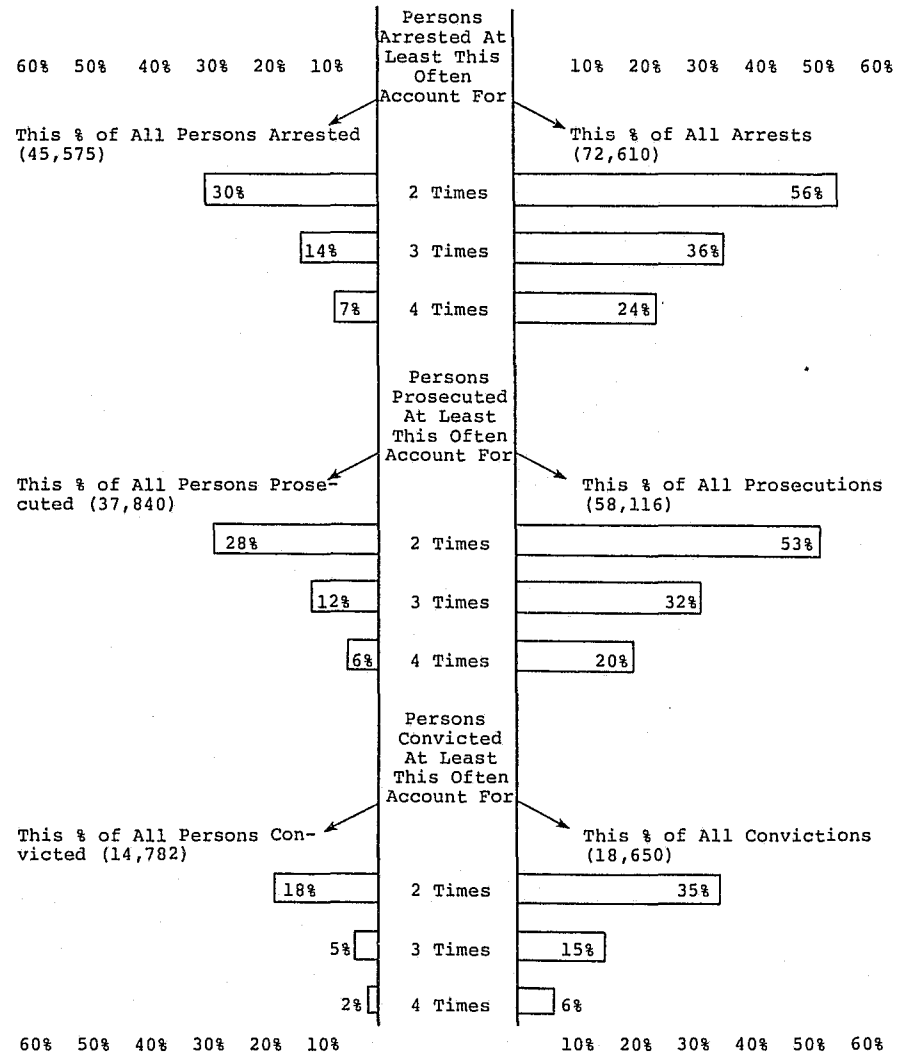 Persons
Arrested At
Least This
Often
Account For
60% 50% 40% 30% 20% 10%
10% 20% 30% 40% 50% 60%
This % of All Persons Arrested
(45,575)
This % of All Arrests
(72,610)
30% 2 Times 56%
14% 3 Times 36%
7% 4 Times 24%
Persons
Prosecuted
At Least
This Often
Account For
This % of All Persons Prose-
cuted (37,840)
This % of All Prosecutions
(58,116)
28% 2 Times 53%
12% 3 Times 32%
6% 4 Times 20%
Persons
Convicted
At Least
This Often
Account For
This % of All Persons Con-
victed (14,782)
This % of All Convictions
(18,650)
18% 2 Times 35%
5% 3 Times 15%
2% 4 Times 6%
60% 50% 40% 30% 20% 10%
10% 20% 30% 40% 50% 60%